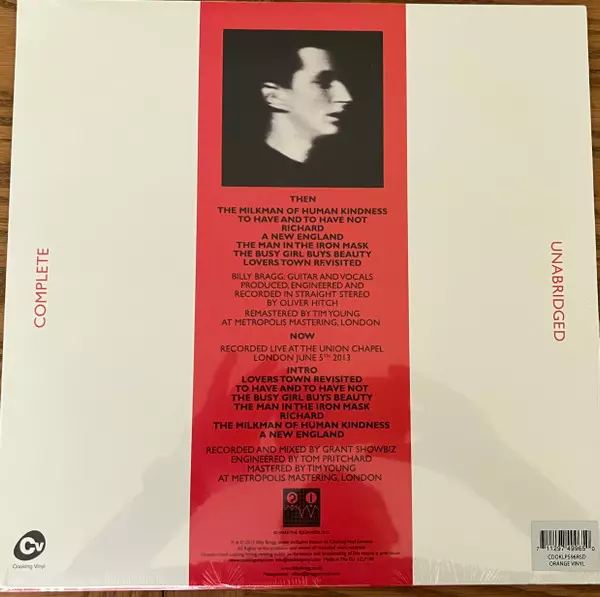 THEN
THE MILKMAN OF HUMAN KINDNESS
TO HAVE AND TO HAVE NOT
RICHARD
A NEW ENGLAND
THE MAN IN THE IRON MASK
THE BUSY GIRL BUYS BEAUTY
LOVERS TOWN REVISITED
BILLY BRAGG: GUITAR AND VOCALS
PRODUCED, ENGINEERED AND
RECORDED IN STRAIGHT STEREO
BY OLIVER HITCH
REMASTERED BY TIM YOUNG
AT METROPOLIS MASTERING, LONDON
NOW
RECORDED LIVE AT THE UNION CHAPEL
LONDON JUNE 5TH 2013
INTRO
LOVERS TOWN REVISITED
TO HAVE AND TO HAVE NOT
THE BUSY GIRL BUYS BEAUTY
THE MAN IN THE IRON MASK
RICHARD
THE MILKMAN OF HUMAN KINDNESS
A NEW ENGLAND
RECORDED AND MIXED BY GRANT SHOWBIZ
ENGINEERED BY TOM PRITCHARD
MASTERED BY TIM YOUNG
AT METROPOLIS MASTERING, LONDON
COMPLETE
UNABRIDGED
CV
Cooking Vinyl
7 11297 49965 0
ORANGE VINYL